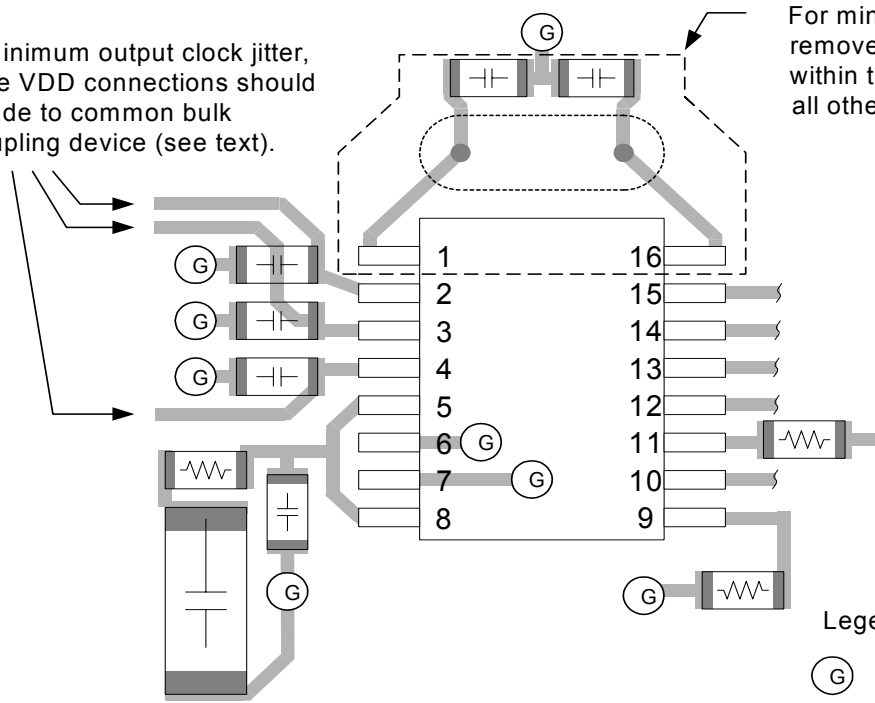 inimum output clock jitter,
e VDD connections should
de to common bulk
upling device (see text).
For min
remove
within t
all othe
G
1 16
G
2 15
3 14
G
4 13
G
5 12
6 G 11
7 G 10
8 9
G
G
Lege
G